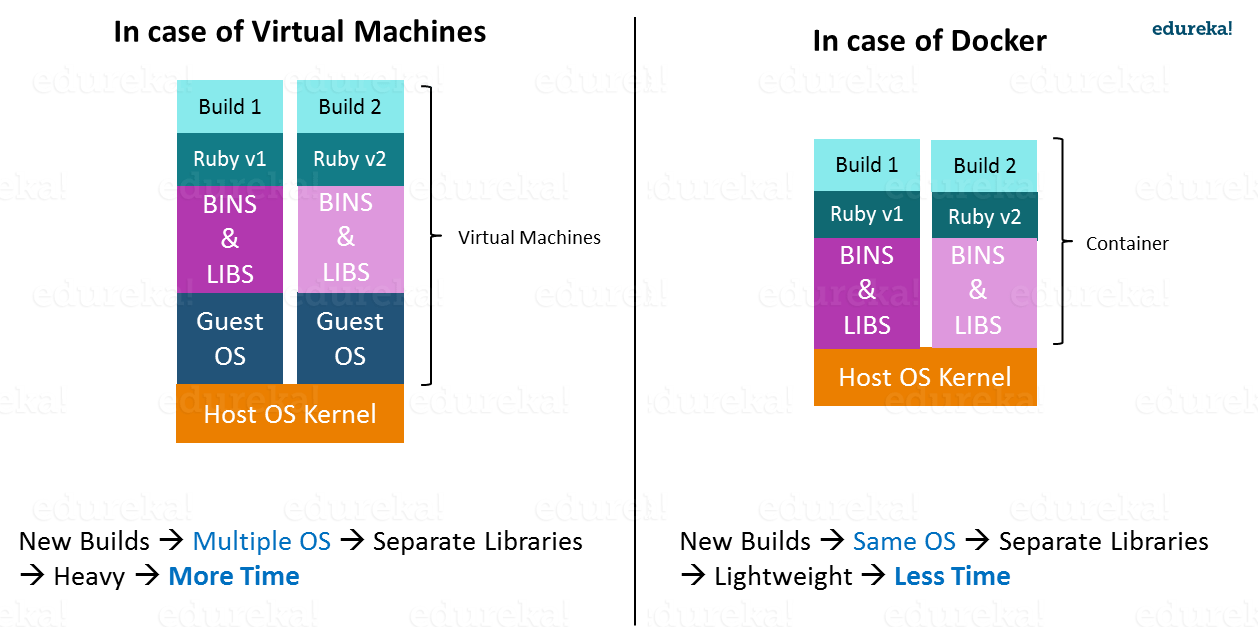 In case of Virtual Machines
Build 1
Build 2
Ruby v1
Ruby v2
BINS
&
LIBS
BINS
&
LIBS
Guest
OS
Guest
OS
Host OS Kernel
Virtual Machines
New Builds → Multiple OS → Separate Libraries
→ Heavy → More Time
edureka!
In case of Docker
Build 1
Build 2
Ruby v1
Ruby v2
BINS
&
LIBS
BINS
&
LIBS
Host OS Kernel
Container
New Builds → Same OS → Separate Libraries
→ Lightweight → Less Time